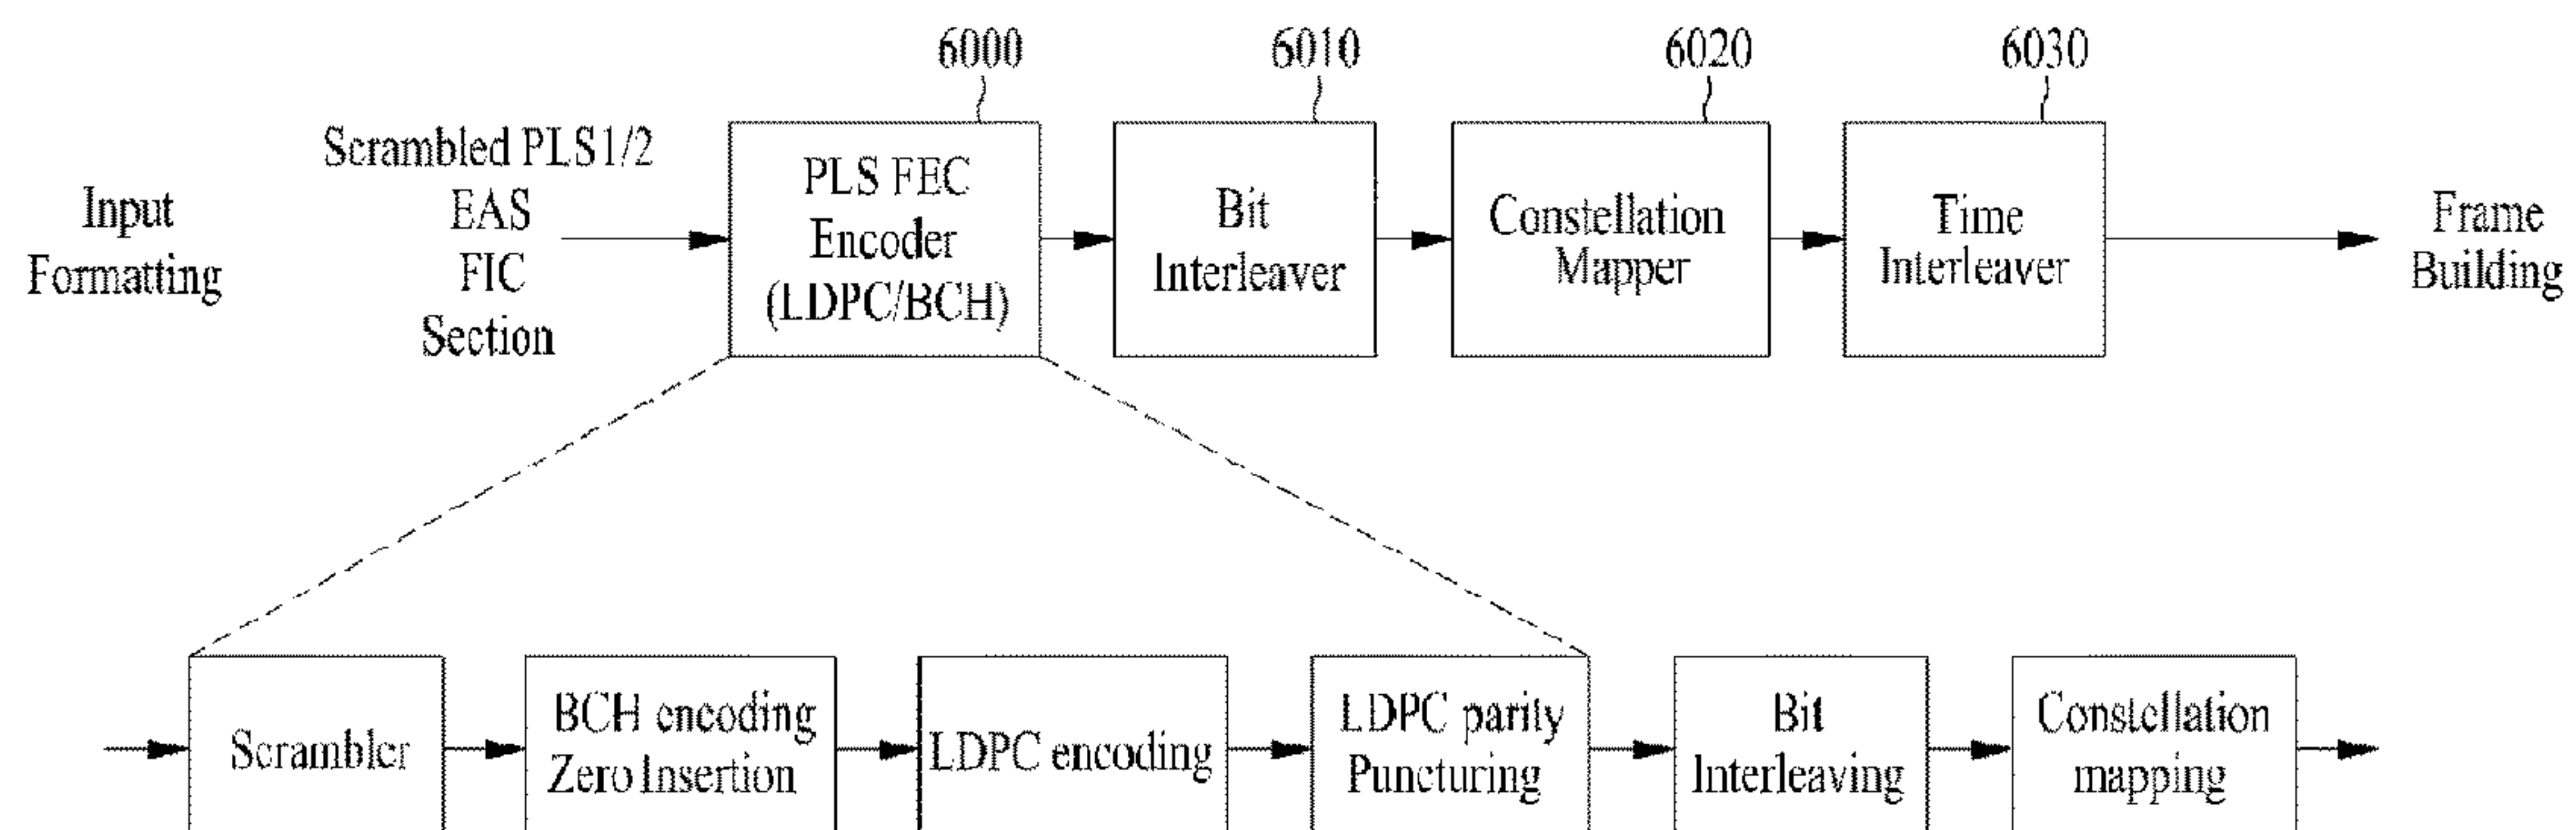 6000
6010
6020
6030
Input
Formatting
Scrambled PLS1/2
EAS
FIC
Section
PLS FEC
Encoder
(LDPC/BCH)
Bit
Interleaver
Constellation
Mapper
Time
Interleaver
Frame
Building
Scrambler
BCH encoding
Zero Insertion
LDPC encoding
LDPC parity
Puncturing
Bit
Interleaving
Constellation
mapping